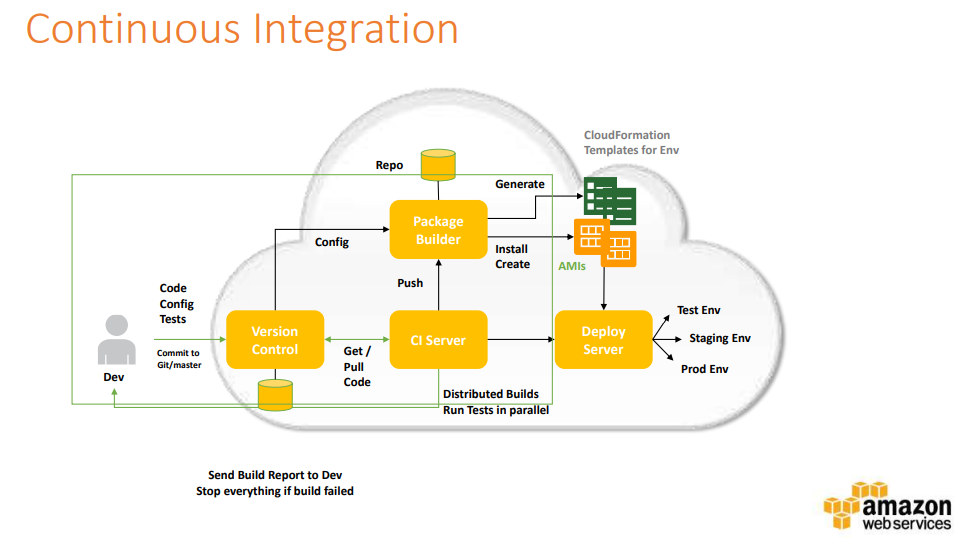 Continuous Integration
CloudFormation
Templates for Env
Repo
Generate
Package
Builder
Config
Install
Create
AMIs
Push
Code
Config
Tests
Version
Control
CI Server
Deploy
Server
Test Env
Staging Env
Prod Env
Commit to
Git/master
Get /
Pull
Code
Dev
Distributed Builds
Run Tests in parallel
Send Build Report to Dev
Stop everything if build failed
amazon
web services